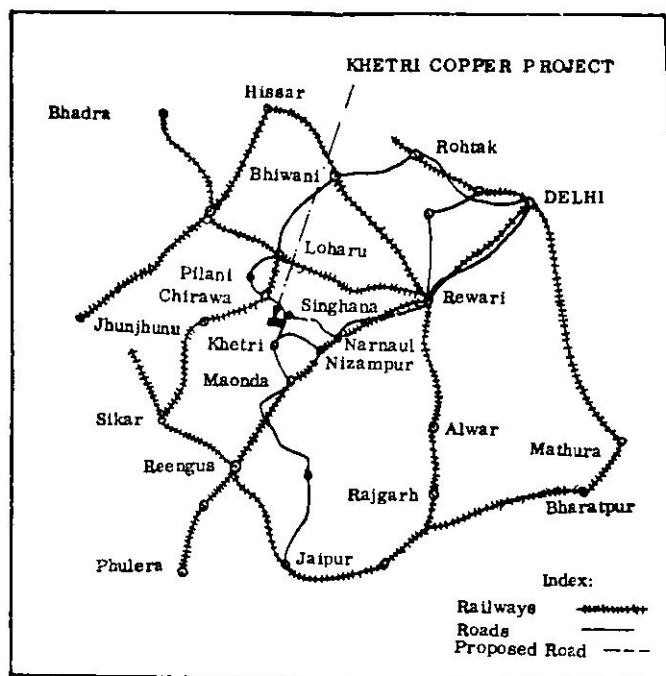 KHETRI COPPER PROJECT
Hissar
Bhadra
Rohtak
Bhiwani
DELHI
Loharu
Pilani
Chirawa
Singhana
Rewari
Jhunjhunu
Khetri
Narnaul
Nizampur
Maonda
Sikar
Alwar
Mathura
Reengus
Rajgarh
Bharatpur
Phulera
Jaipur
Index:
Railways
Roads
Proposed Road